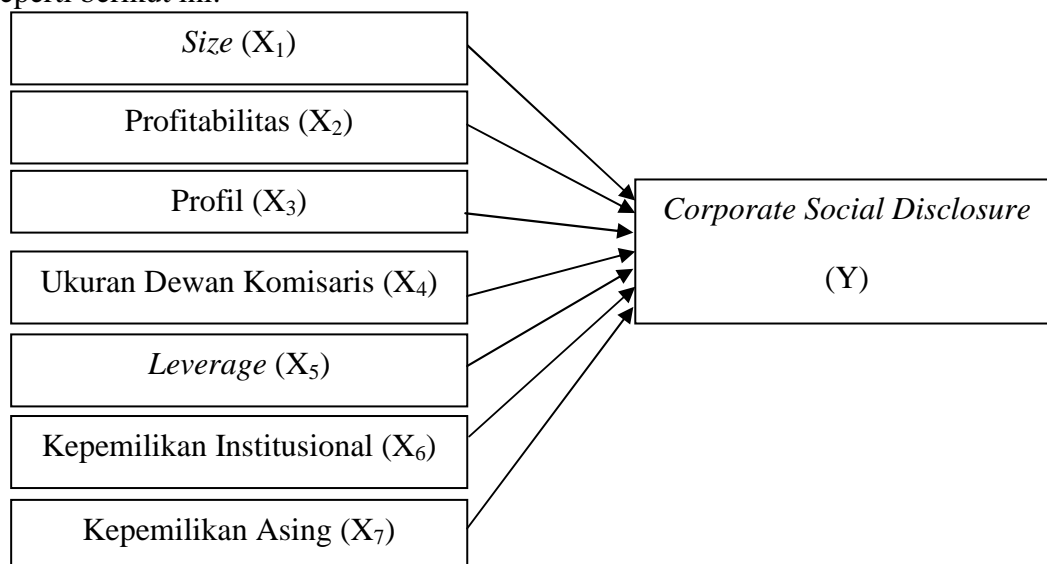 Size (X₁)
Profitabilitas (X₂)
Profil (X₃)
Corporate Social Disclosure
(Y)
Ukuran Dewan Komisaris (X₄)
Leverage (X₅)
Kepemilikan Institusional (X₆)
Kepemilikan Asing (X₇)